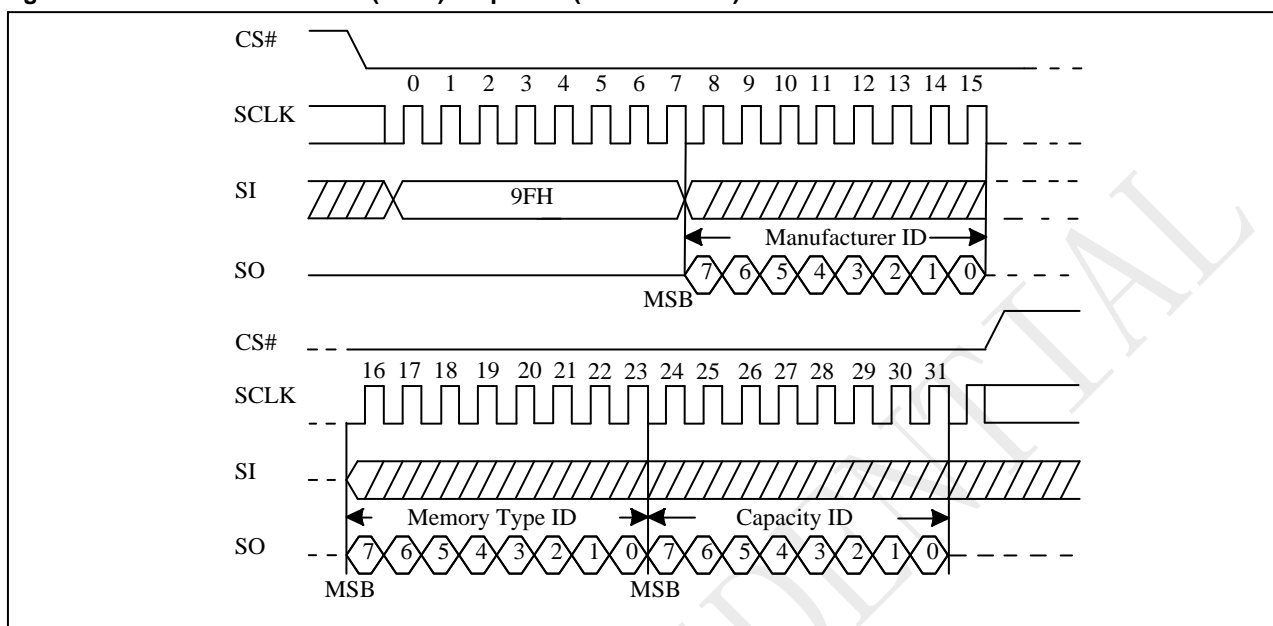 CS#
0 1 2 3 4 5 6 7 8 9 10 11 12 13 14 15
SCLK
SI
9FH
Manufacturer ID
SO
7 6 5 4 3 2 1 0
MSB
CS#
16 17 18 19 20 21 22 23 24 25 26 27 28 29 30 31
SCLK
SI
Memory Type ID Capacity ID
SO
7 6 5 4 3 2 1 0 7 6 5 4 3 2 1 0
MSB MSB